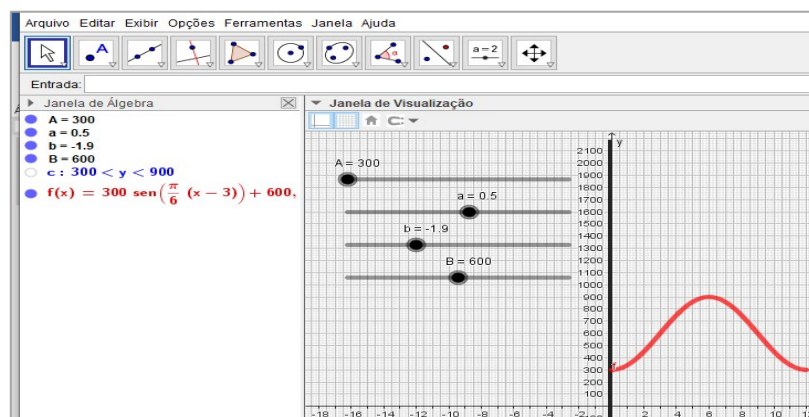 Arquivo Editar Exibir Opções Ferramentas Janela Ajuda
A
α
a=2
Entrada:
Janela de Álgebra
A = 300
a = 0.5
b = -1.9
B = 600
c : 300 < y < 900
f(x) = 300 sen(π/6 (x − 3)) + 600,
Janela de Visualização
A = 300
a = 0.5
b = -1.9
B = 600
y
2100
2000
1900
1800
1700
1600
1500
1400
1300
1200
1100
1000
900
800
700
600
500
400
300
200
100
f
-18 -16 -14 -12 -10 -8 -6 -4 -2 0 2 4 6 8 10 12